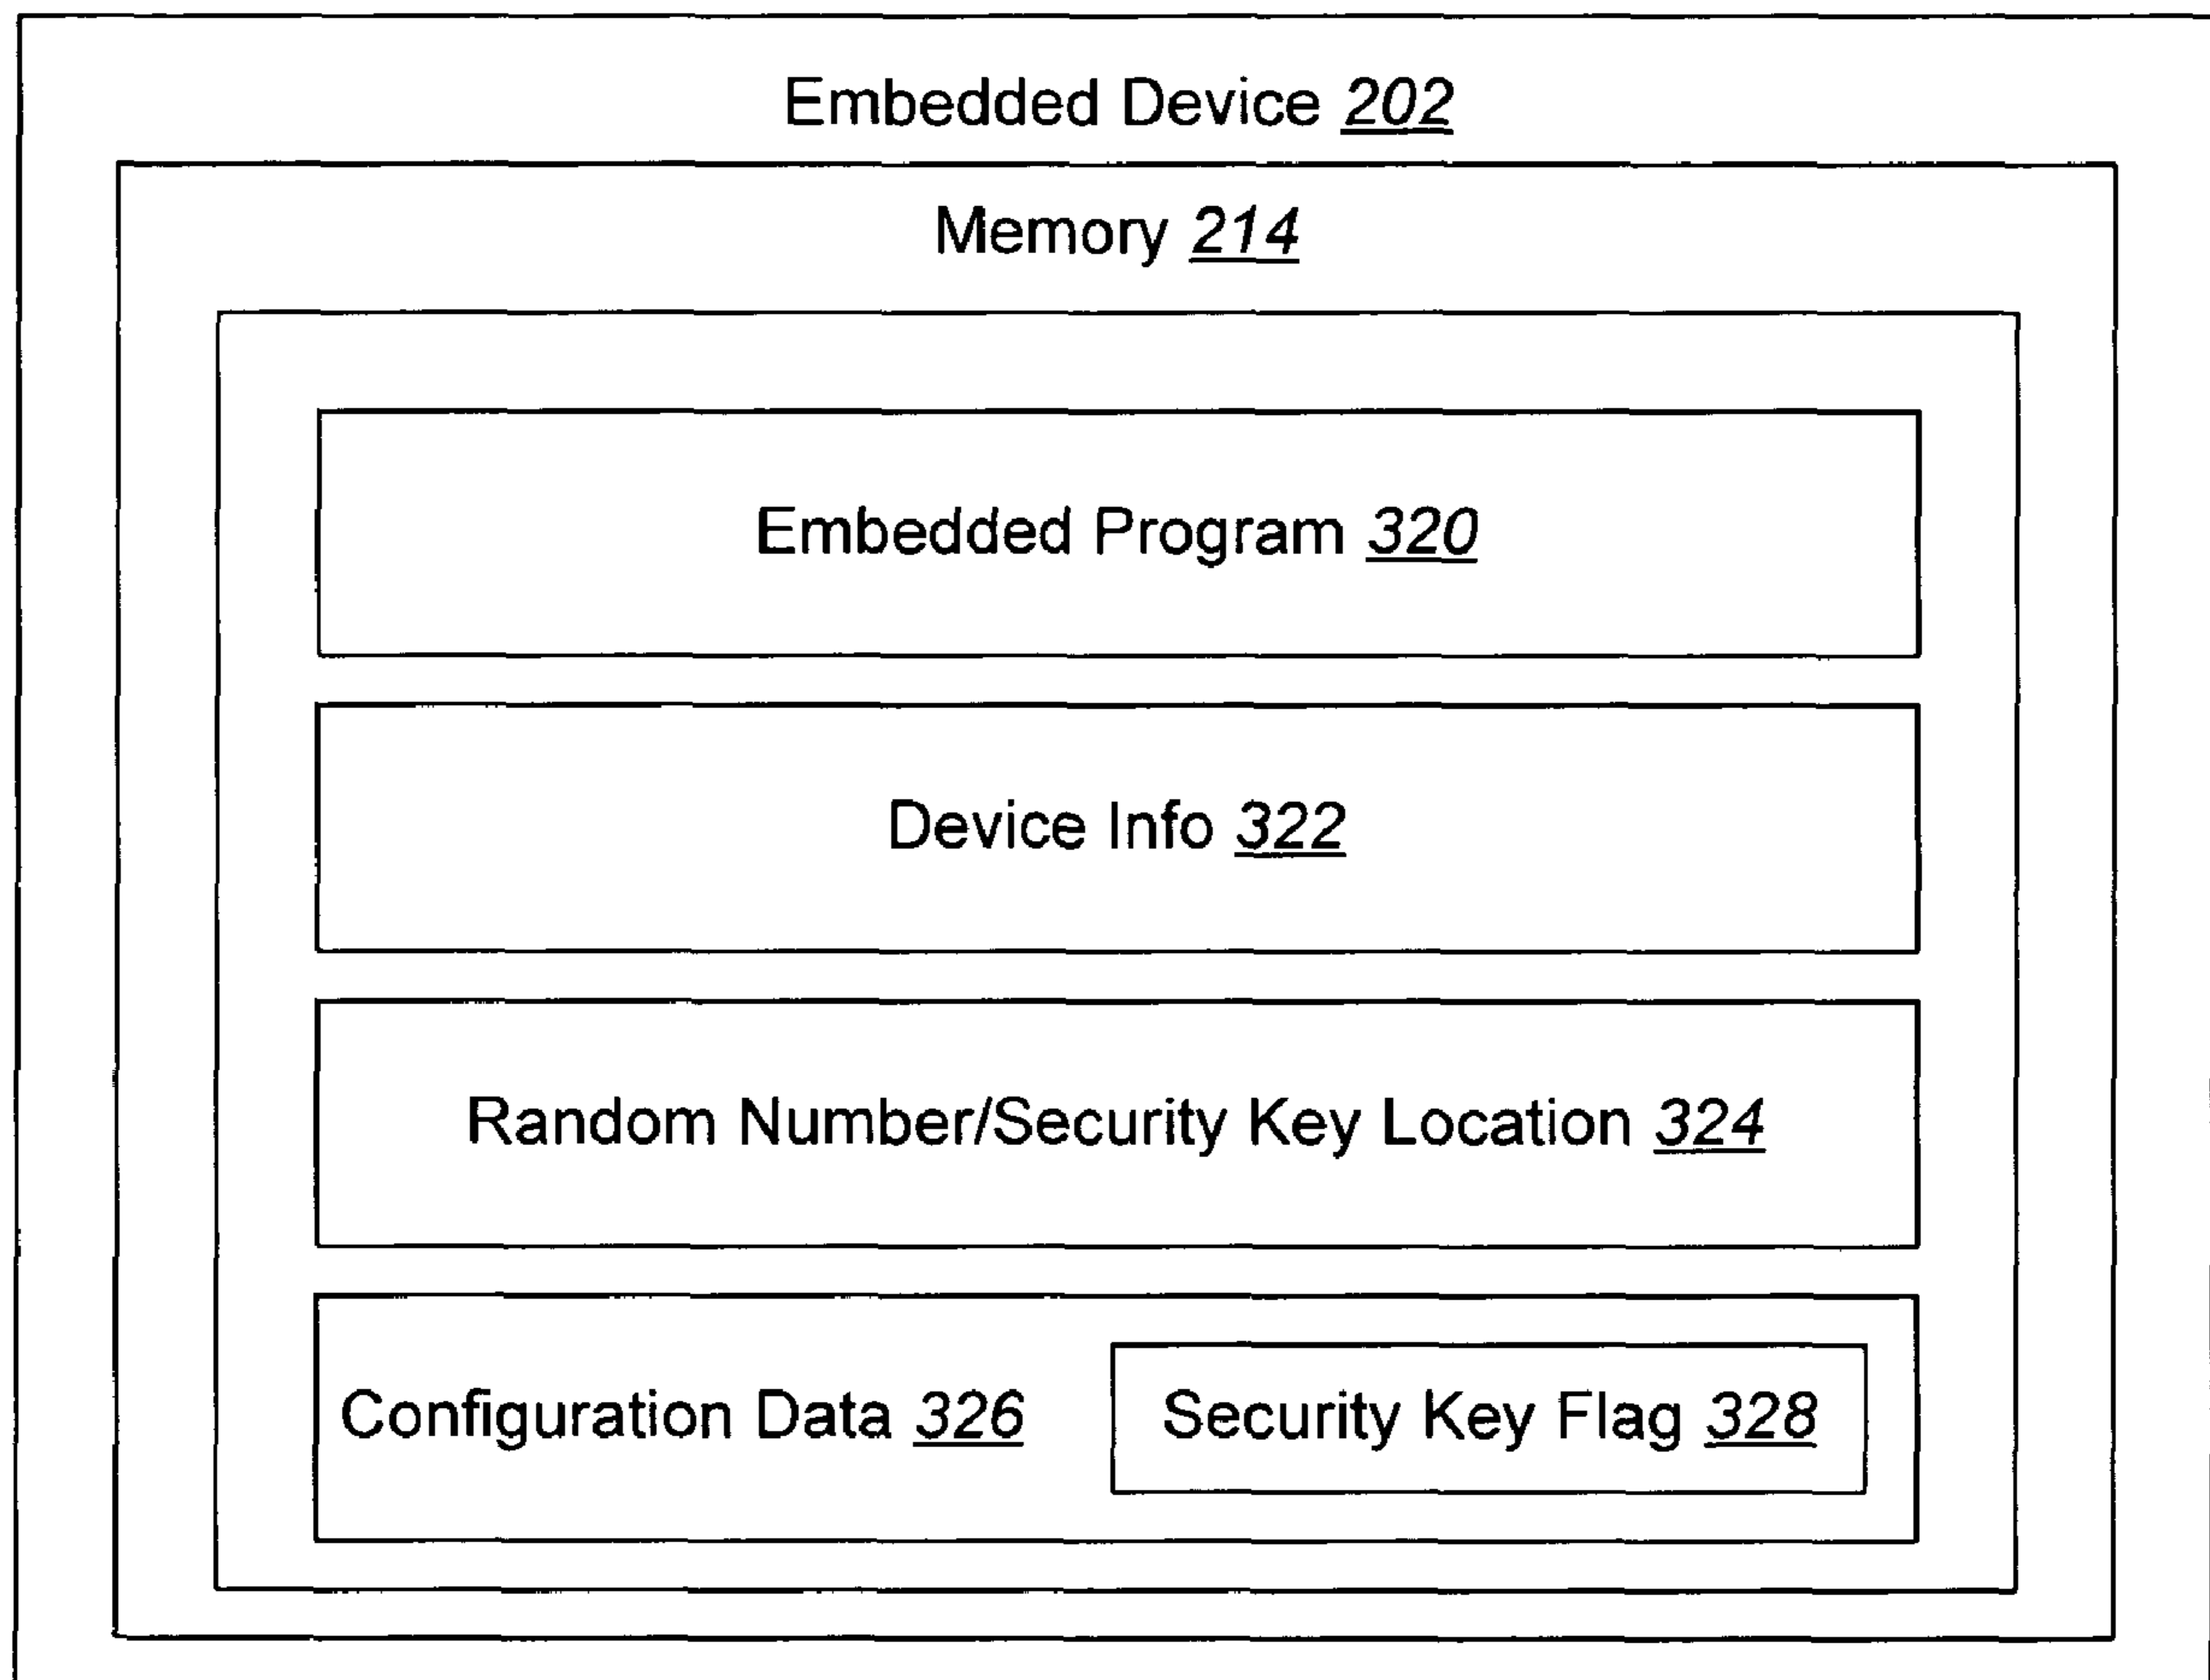 Embedded Device 202
Memory 214
Embedded Program 320
Device Info 322
Random Number/Security Key Location 324
Configuration Data 326 Security Key Flag 328